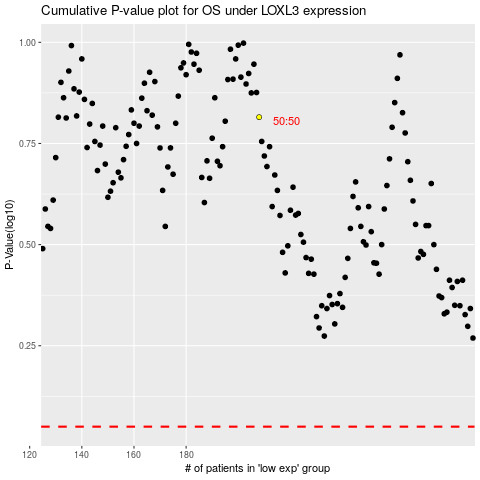 Cumulative P-value plot for OS under LOXL3 expression
P-Value(log10)
1.00
0.75
0.50
0.25
50:50
120 140 160 180
# of patients in 'low exp' group